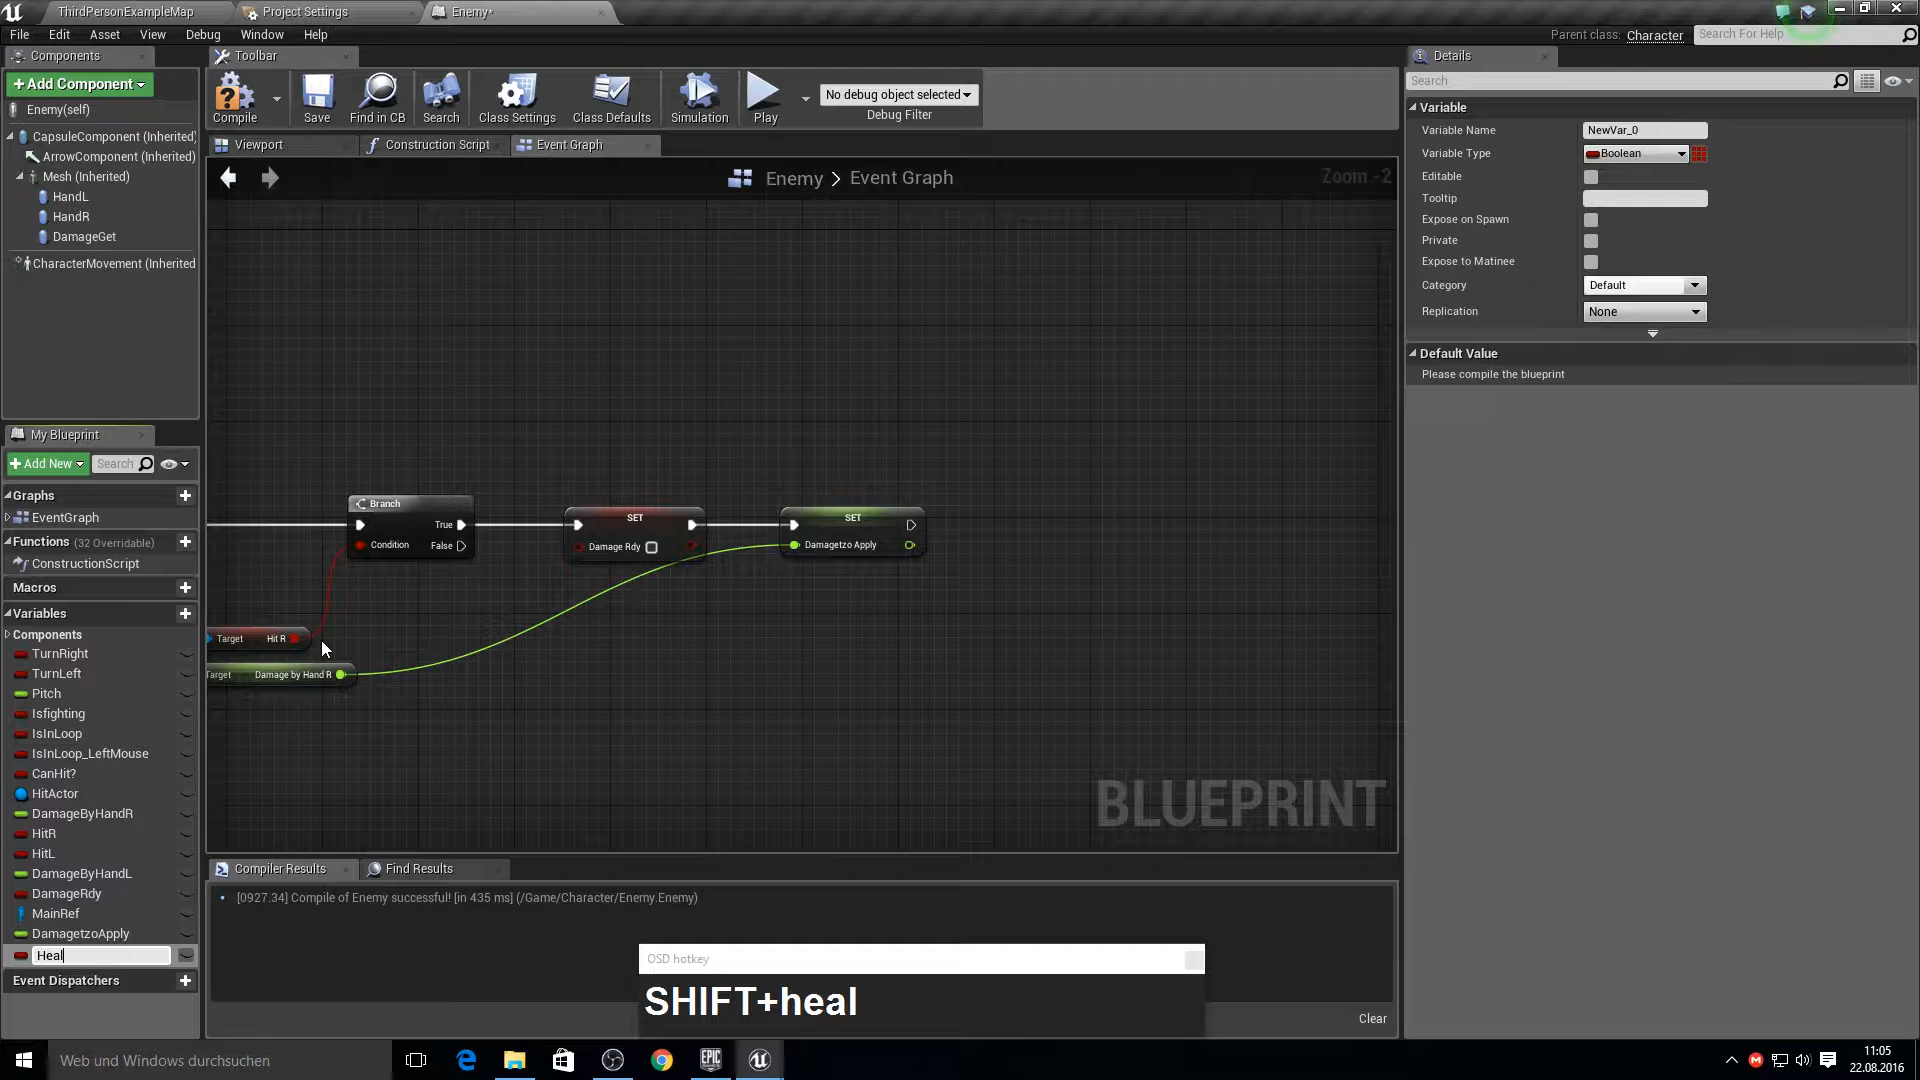 ThirdPersonExampleMap
Project Settings
Enemy*
File Edit Asset View Debug Window Help
Parent class: Character
Search For Help
Components
Toolbar
Details
+Add Component
Enemy(self)
CapsuleComponent (Inherited)
ArrowComponent (Inherited)
Mesh (Inherited)
HandL
HandR
DamageGet
CharacterMovement (Inherited
Compile
Save
Find in CB
Search
Class Settings
Class Defaults
Simulation
Play
No debug object selected
Debug Filter
Viewport
Construction Script
Event Graph
Enemy > Event Graph
Zoom -2
Search
Variable
Variable Name NewVar_0
Variable Type Boolean
Editable
Tooltip
Expose on Spawn
Private
Expose to Matinee
Category Default
Replication None
Default Value
Please compile the blueprint
My Blueprint
+Add New Search
Graphs
EventGraph
Functions (32 Overridable)
ConstructionScript
Macros
Variables
Components
TurnRight
TurnLeft
Pitch
Isfighting
IsInLoop
IsInLoop_LeftMouse
CanHit?
HitActor
DamageByHandR
HitR
HitL
DamageByHandL
DamageRdy
MainRef
DamagetzoApply
Heal
Event Dispatchers
Branch
True
Condition False
SET
Damage Rdy
SET
Damagetzo Apply
Target Hit R
Target Damage by Hand R
BLUEPRINT
Compiler Results
Find Results
[0927.34] Compile of Enemy successful! [in 435 ms] (/Game/Character/Enemy.Enemy)
OSD hotkey
SHIFT+heal
Clear
Web und Windows durchsuchen
EPIC
11:05
22.08.2016